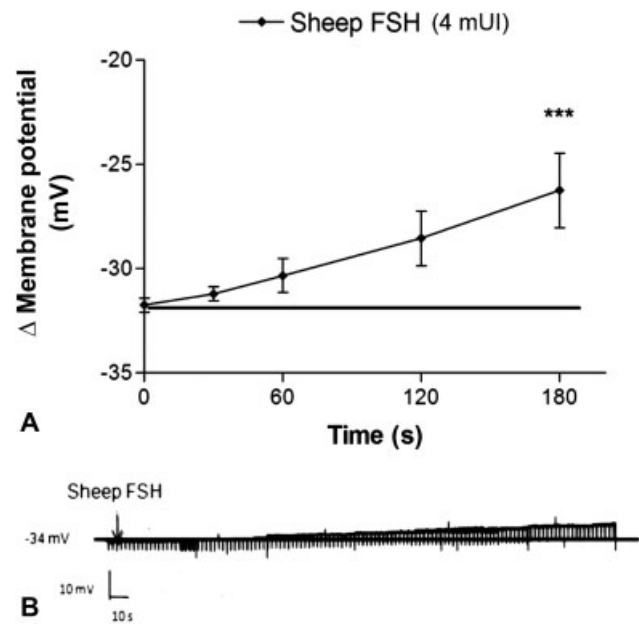 Sheep FSH (4 mUI)
-20
***
-25
-30
-35
Δ Membrane potential
(mV)
0
60
120
180
Time (s)
A
Sheep FSH
-34 mV
10 mV
10 s
B